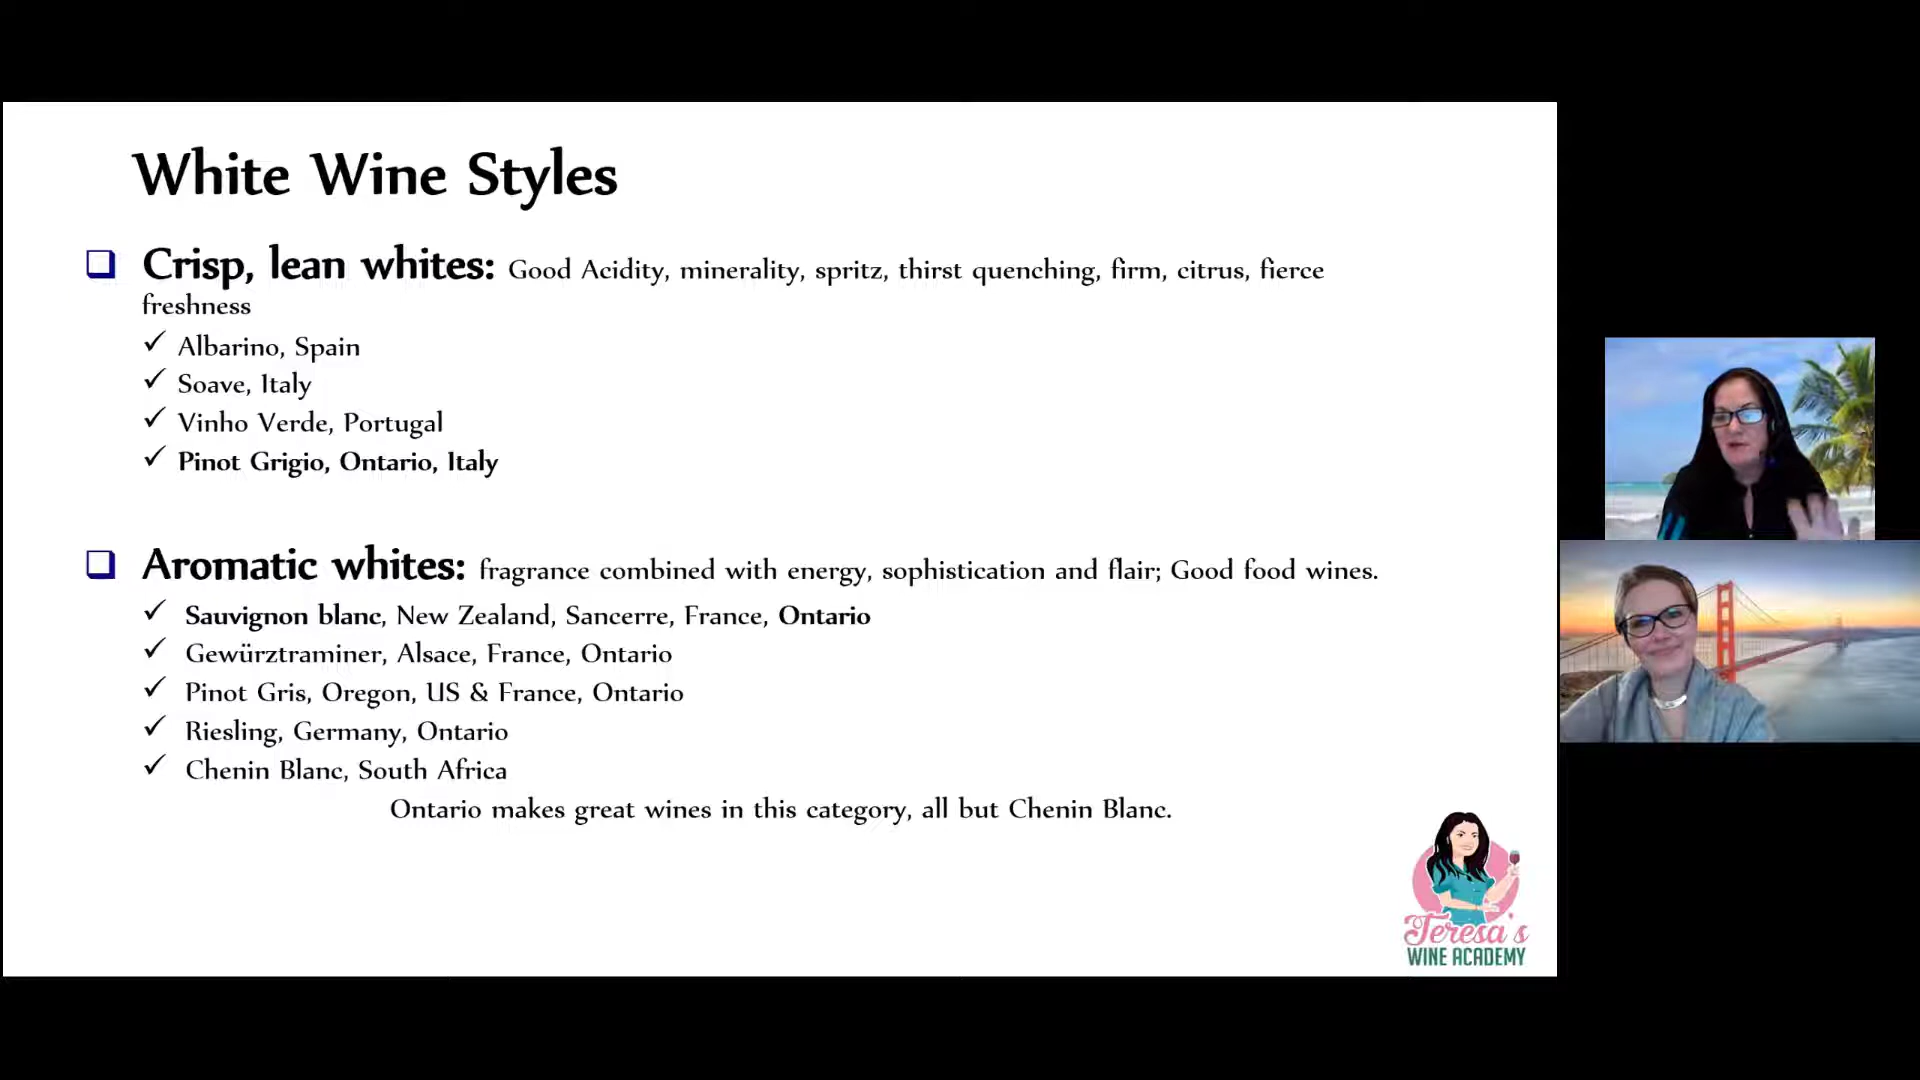 White Wine Styles
Crisp, lean whites: Good Acidity, minerality, spritz, thirst quenching, firm, citrus, fierce
freshness
Albarino, Spain
Soave, Italy
Vinho Verde, Portugal
Pinot Grigio, Ontario, Italy
Aromatic whites: fragrance combined with energy, sophistication and flair; Good food wines.
Sauvignon blanc, New Zealand, Sancerre, France, Ontario
Gewürztraminer, Alsace, France, Ontario
Pinot Gris, Oregon, US & France, Ontario
Riesling, Germany, Ontario
Chenin Blanc, South Africa
Ontario makes great wines in this category, all but Chenin Blanc.
Teresa's
WINE ACADEMY